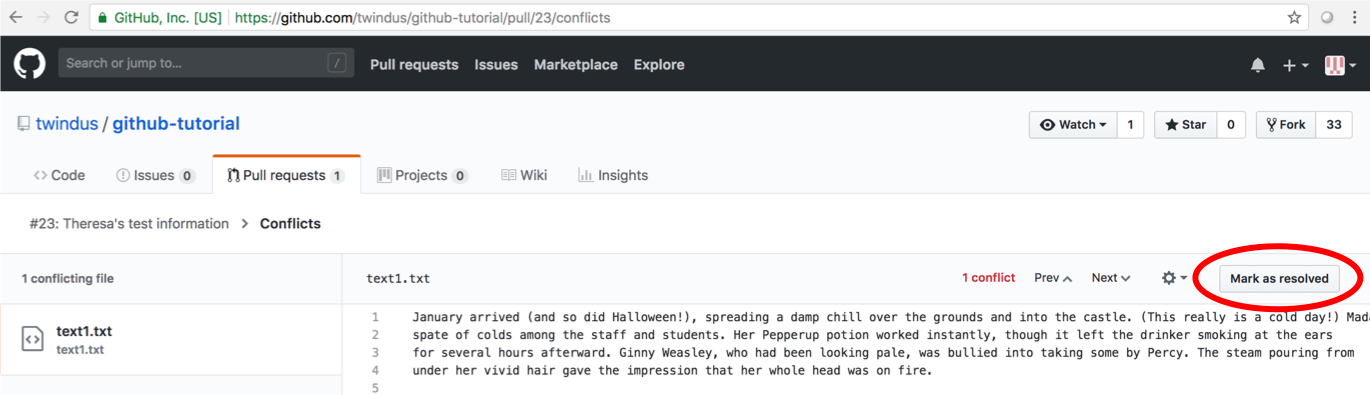 GitHub, Inc. [US] https://github.com/twindus/github-tutorial/pull/23/conflicts
Search or jump to... / Pull requests Issues Marketplace Explore
twindus / github-tutorial Watch 1 Star 0 Fork 33
Code Issues 0 Pull requests 1 Projects 0 Wiki Insights
#23: Theresa's test information > Conflicts
1 conflicting file
text1.txt
text1.txt
text1.txt 1 conflict Prev Next Mark as resolved
1 January arrived (and so did Halloween!), spreading a damp chill over the grounds and into the castle. (This really is a cold day!) Mada
2 spate of colds among the staff and students. Her Pepperup potion worked instantly, though it left the drinker smoking at the ears
3 for several hours afterward. Ginny Weasley, who had been looking pale, was bullied into taking some by Percy. The steam pouring from
4 under her vivid hair gave the impression that her whole head was on fire.
5